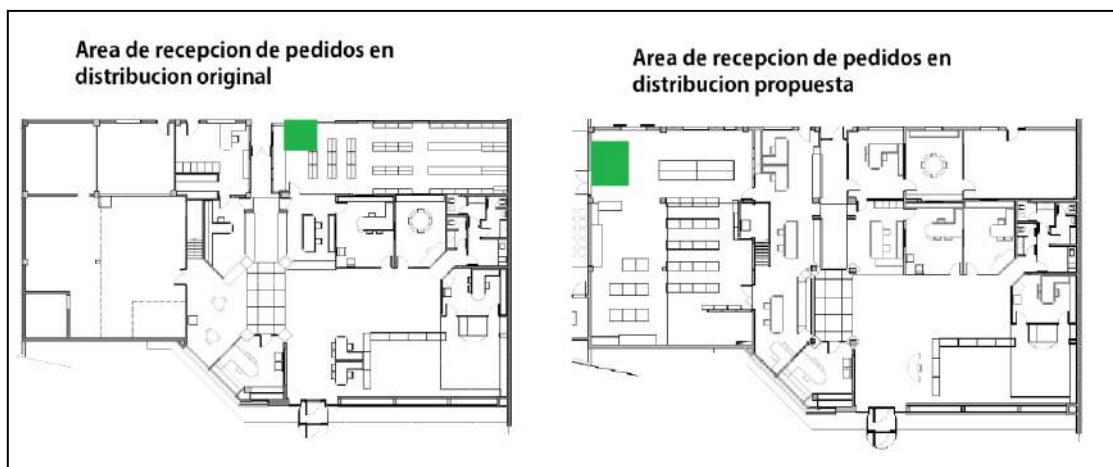 Area de recepcion de pedidos en
distribucion original
Area de recepcion de pedidos en
distribucion propuesta